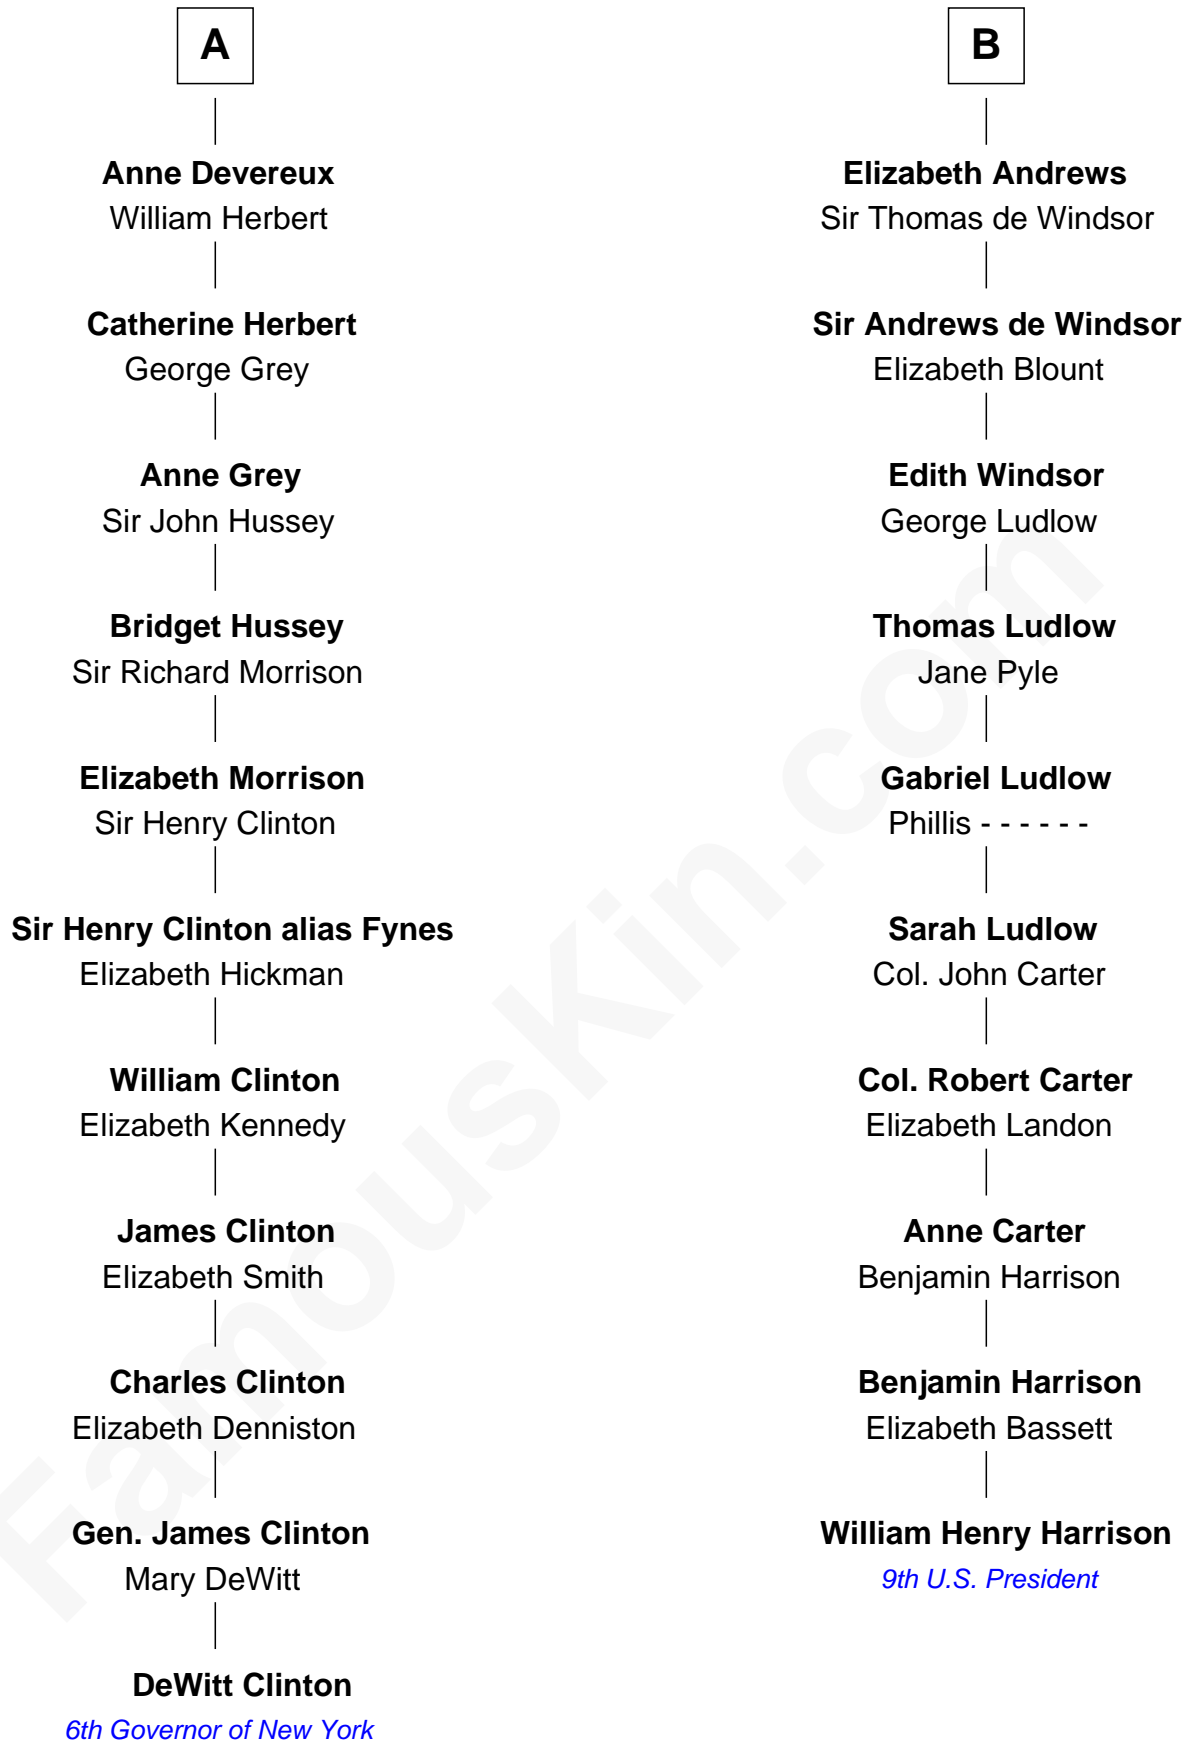 A
Anne Devereux
William Herbert
Catherine Herbert
George Grey
Anne Grey
Sir John Hussey
Bridget Hussey
Sir Richard Morrison
Elizabeth Morrison
Sir Henry Clinton
Sir Henry Clinton alias Fynes
Elizabeth Hickman
William Clinton
Elizabeth Kennedy
James Clinton
Elizabeth Smith
Charles Clinton
Elizabeth Denniston
Gen. James Clinton
Mary DeWitt
DeWitt Clinton
6th Governor of New York
B
Elizabeth Andrews
Sir Thomas de Windsor
Sir Andrews de Windsor
Elizabeth Blount
Edith Windsor
George Ludlow
Thomas Ludlow
Jane Pyle
Gabriel Ludlow
Phillis - - - - - -
Sarah Ludlow
Col. John Carter
Col. Robert Carter
Elizabeth Landon
Anne Carter
Benjamin Harrison
Benjamin Harrison
Elizabeth Bassett
William Henry Harrison
9th U.S. President
FamousKin.com